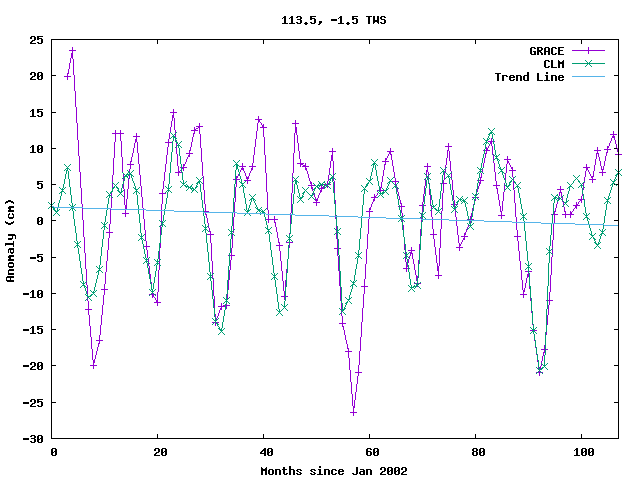 113.5, -1.5 TWS
GRACE
CLM
Trend Line
25
20
15
10
5
0
-5
-10
-15
-20
-25
-30
Anomaly (cm)
0 20 40 60 80 100
Months since Jan 2002